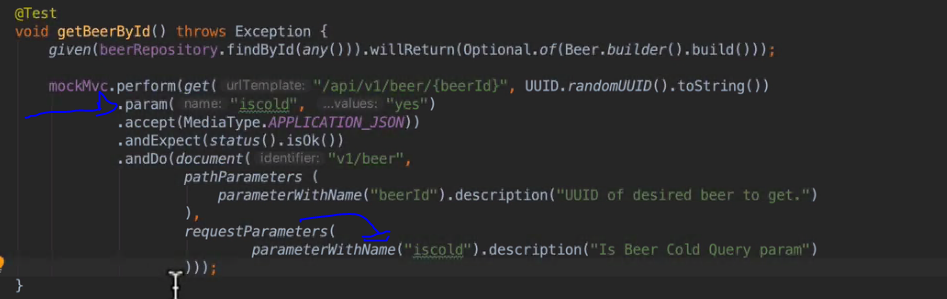 @Test
void getBeerById() throws Exception {
given(beerRepository.findById(any())).willReturn(Optional.of(Beer.builder().build()));
mockMvc.perform(get( urlTemplate: "/api/v1/beer/{beerId}", UUID.randomUUID().toString())
.param( name: "iscold", ...values: "yes")
.accept(MediaType.APPLICATION_JSON))
.andExpect(status().isOk())
.andDo(document( identifier: "v1/beer",
pathParameters (
parameterWithName("beerId").description("UUID of desired beer to get.")
),
requestParameters(
parameterWithName("iscold").description("Is Beer Cold Query param")
)));
}